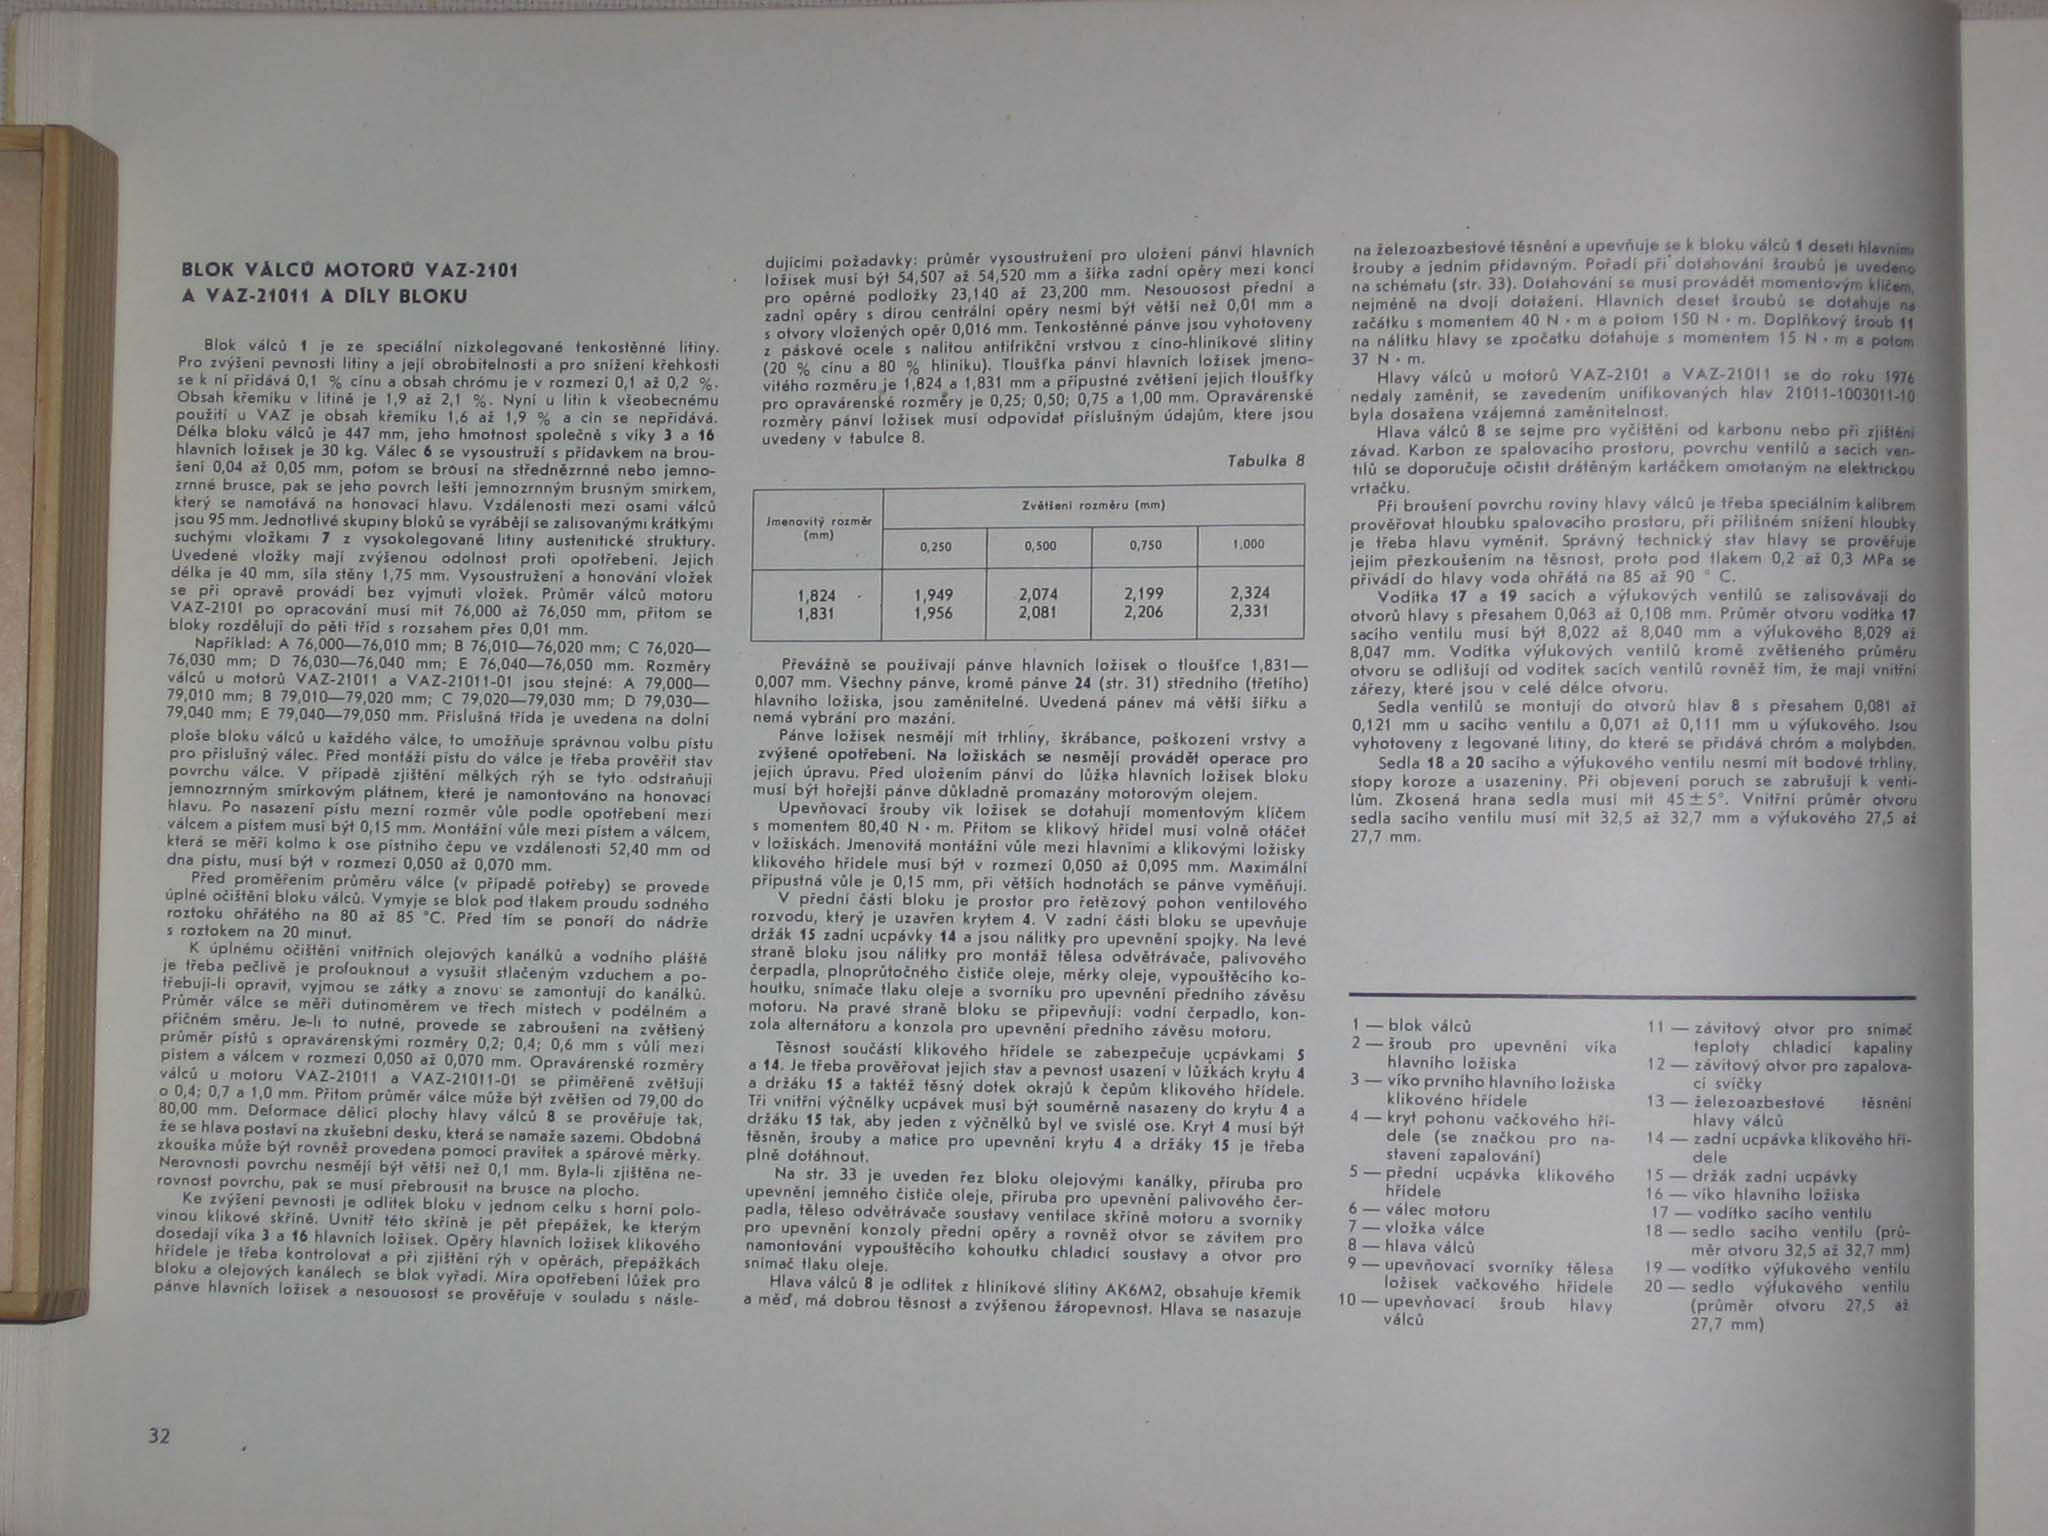 BLOK VÁLCŮ MOTORŮ VAZ-2101
A VAZ-21011 A DÍLY BLOKU
Blok válců 1 je ze speciální nízkolegované tenkostěnné litiny.
Pro zvýšení pevnosti litiny a její obrobitelnosti a pro snížení křehkosti
se k ní přidává 0,1 % cínu a obsah chrómu je v rozmezí 0,1 až 0,2 %.
Obsah křemíku v litině je 1,9 až 2,1 %. Nyní u litin k všeobecnému
použití u VAZ je obsah křemíku 1,6 až 1,9 % a cín se nepřidává.
Délka bloku válců je 447 mm, jeho hmotnost společně s víky 3 a 16
hlavních ložisek je 30 kg. Válec 6 se vysoustruží s přídavkem na brou-
šení 0,04 až 0,05 mm, potom se brousí na střednězrnné nebo jemno-
zrnné brusce, pak se jeho povrch leští jemnozrnným brusným smirkem,
který se namotává na honovací hlavu. Vzdálenosti mezi osami válců
jsou 95 mm. Jednotlivé skupiny bloků se vyrábějí se zalisovanými krátkými
suchými vložkami 7 z vysokolegované litiny austenitické struktury.
Uvedené vložky mají zvýšenou odolnost proti opotřebení. Jejich
délka je 40 mm, síla stěny 1,75 mm. Vysoustružení a honování vložek
se při opravě provádí bez vyjmutí vložek. Průměr válců motoru
VAZ-2101 po opracování musí mít 76,000 až 76,050 mm, přitom se
bloky rozdělují do pěti tříd s rozsahem přes 0,01 mm.
Například: A 76,000—76,010 mm; B 76,010—76,020 mm; C 76,020—
76,030 mm; D 76,030—76,040 mm; E 76,040—76,050 mm. Rozměry
válců u motorů VAZ-21011 a VAZ-21011-01 jsou stejné: A 79,000—
79,010 mm; B 79,010—79,020 mm; C 79,020—79,030 mm; D 79,030—
79,040 mm; E 79,040—79,050 mm. Příslušná třída je uvedena na dolní
ploše bloku válců u každého válce, to umožňuje správnou volbu pístu
pro příslušný válec. Před montáží pístu do válce je třeba prověřit stav
povrchu válce. V případě zjištění mělkých rýh se tyto odstraňují
jemnozrnným smirkovým plátnem, které je namontováno na honovací
hlavu. Po nasazení pístu mezní rozměr vůle podle opotřebení mezi
válcem a pístem musí být 0,15 mm. Montážní vůle mezi pístem a válcem,
která se měří kolmo k ose pístního čepu ve vzdálenosti 52,40 mm od
dna pístu, musí být v rozmezí 0,050 až 0,070 mm.
Před proměřením průměru válce (v případě potřeby) se provede
úplné očištění bloku válců. Vymyje se blok pod tlakem proudu sodného
roztoku ohřátého na 80 až 85 °C. Před tím se ponoří do nádrže
s roztokem na 20 minut.
K úplnému očištění vnitřních olejových kanálků a vodního pláště
je třeba pečlivě je profouknout a vysušit stlačeným vzduchem a po-
třebují-li opravit, vyjmou se zátky a znovu se zamontují do kanálků.
Průměr válce se měří dutinoměrem ve třech místech v podélném a
příčném směru. Je-li to nutné, provede se zabroušení na zvětšený
průměr pístů s opravárenskými rozměry 0,2; 0,4; 0,6 mm s vůlí mezi
pístem a válcem v rozmezí 0,050 až 0,070 mm. Opravárenské rozměry
válců u motoru VAZ-21011 a VAZ-21011-01 se přiměřeně zvětšují
o 0,4; 0,7 a 1,0 mm. Přitom průměr válce může být zvětšen od 79,00 do
80,00 mm. Deformace dělicí plochy hlavy válců 8 se prověřuje tak,
že se hlava postaví na zkušební desku, která se namaže sazemi. Obdobná
zkouška může být rovněž provedena pomocí pravítek a spárové měrky.
Nerovnosti povrchu nesmějí být větší než 0,1 mm. Byla-li zjištěna ne-
rovnost povrchu, pak se musí přebrousit na brusce na plocho.
Ke zvýšení pevnosti je odlitek bloku v jednom celku s horní polo-
vinou klikové skříně. Uvnitř této skříně je pět přepážek, ke kterým
dosedají víka 3 a 16 hlavních ložisek. Opěry hlavních ložisek klikového
hřídele je třeba kontrolovat a při zjištění rýh v opěrách, přepážkách
bloku a olejových kanálech se blok vyřadí. Míra opotřebení lůžek pro
pánve hlavních ložisek a nesouosost se prověřuje v souladu s násle-
32
dujícími požadavky: průměr vysoustružení pro uložení pánví hlavních
ložisek musí být 54,507 až 54,520 mm a šířka zadní opěry mezi konci
pro opěrné podložky 23,140 až 23,200 mm. Nesouosost přední a
zadní opěry s dírou centrální opěry nesmí být větší než 0,01 mm a
s otvory vložených opěr 0,016 mm. Tenkostěnné pánve jsou vyhotoveny
z páskové ocele s nalitou antifrikční vrstvou z cíno-hliníkové slitiny
(20 % cínu a 80 % hliníku). Tloušťka pánví hlavních ložisek jmeno-
vitého rozměru je 1,824 a 1,831 mm a přípustné zvětšení jejich tloušťky
pro opravárenské rozměry je 0,25; 0,50; 0,75 a 1,00 mm. Opravárenské
rozměry pánví ložisek musí odpovídat příslušným údajům, ktere jsou
uvedeny v tabulce 8.
Tabulka 8
Jmenovitý rozměr (mm)
Zvětšení rozměru (mm)
0,250 0,500 0,750 1,000
1,824 1,949 2,074 2,199 2,324
1,831 1,956 2,081 2,206 2,331
Převážně se používají pánve hlavních ložisek o tloušťce 1,831—
0,007 mm. Všechny pánve, kromě pánve 24 (str. 31) středního (třetího)
hlavního ložiska, jsou zaměnitelné. Uvedená pánev má větší šířku a
nemá vybrání pro mazání.
Pánve ložisek nesmějí mít trhliny, škrábance, poškození vrstvy a
zvýšené opotřebení. Na ložiskách se nesmějí provádět operace pro
jejich úpravu. Před uložením pánví do lůžka hlavních ložisek bloku
musí být hořejší pánve důkladně promazány motorovým olejem.
Upevňovací šrouby vík ložisek se dotahují momentovým klíčem
s momentem 80,40 N · m. Přitom se klikový hřídel musí volně otáčet
v ložiskách. Jmenovitá montážní vůle mezi hlavními a klikovými ložisky
klikového hřídele musí být v rozmezí 0,050 až 0,095 mm. Maximální
přípustná vůle je 0,15 mm, při větších hodnotách se pánve vyměňují.
V přední části bloku je prostor pro řetězový pohon ventilového
rozvodu, který je uzavřen krytem 4. V zadní části bloku se upevňuje
držák 15 zadní ucpávky 14 a jsou nálitky pro upevnění spojky. Na levé
straně bloku jsou nálitky pro montáž tělesa odvětrávače, palivového
čerpadla, plnoprůtočného čističe oleje, měrky oleje, vypouštěcího ko-
houtku, snímače tlaku oleje a svorníku pro upevnění předního závěsu
motoru. Na pravé straně bloku se připevňují: vodní čerpadlo, kon-
zola alternátoru a konzola pro upevnění předního závěsu motoru.
Těsnost součástí klikového hřídele se zabezpečuje ucpávkami 5
a 14. Je třeba prověřovat jejich stav a pevnost usazení v lůžkách krytu 4
a držáku 15 a taktéž těsný dotek okrajů k čepům klikového hřídele.
Tři vnitřní výčnělky ucpávek musí být souměrně nasazeny do krytu 4 a
držáku 15 tak, aby jeden z výčnělků byl ve svislé ose. Kryt 4 musí být
těsněn, šrouby a matice pro upevnění krytu 4 a držáky 15 je třeba
plně dotáhnout.
Na str. 33 je uveden řez bloku olejovými kanálky, příruba pro
upevnění jemného čističe oleje, příruba pro upevnění palivového čer-
padla, těleso odvětrávače soustavy ventilace skříně motoru a svorníky
pro upevnění konzoly přední opěry a rovněž otvor se závitem pro
namontování vypouštěcího kohoutku chladicí soustavy a otvor pro
snímač tlaku oleje.
Hlava válců 8 je odlitek z hliníkové slitiny AK6M2, obsahuje křemík
a měď, má dobrou těsnost a zvýšenou žáropevnost. Hlava se nasazuje
na železoazbestové těsnění a upevňuje se k bloku válců 1 deseti hlavními
šrouby a jedním přídavným. Pořadí při dotahování šroubů je uvedeno
na schématu (str. 33). Dotahování se musí provádět momentovým klíčem,
nejméně na dvojí dotažení. Hlavních deset šroubů se dotahuje na
začátku s momentem 40 N · m a potom 150 N · m. Doplňkový šroub 11
na nálitku hlavy se zpočatku dotahuje s momentem 15 N · m a potom
37 N · m.
Hlavy válců u motorů VAZ-2101 a VAZ-21011 se do roku 1976
nedaly zaměnit, se zavedením unifikovaných hlav 21011-1003011-10
byla dosažena vzájemná zaměnitelnost.
Hlava válců 8 se sejme pro vyčištění od karbonu nebo při zjištění
závad. Karbon ze spalovacího prostoru, povrchu ventilů a sacích ven-
tilů se doporučuje očistit drátěným kartáčkem omotaným na elektrickou
vrtačku.
Při broušení povrchu roviny hlavy válců je třeba speciálním kalibrem
prověřovat hloubku spalovacího prostoru, při přílišném snížení hloubky
je třeba hlavu vyměnit. Správný technický stav hlavy se prověřuje
jejím přezkoušením na těsnost, proto pod tlakem 0,2 až 0,3 MPa se
přivádí do hlavy voda ohřátá na 85 až 90 ° C.
Vodítka 17 a 19 sacích a výfukových ventilů se zalisovávají do
otvorů hlavy s přesahem 0,063 až 0,108 mm. Průměr otvoru vodítka 17
sacího ventilu musí být 8,022 až 8,040 mm a výfukového 8,029 až
8,047 mm. Vodítka výfukových ventilů kromě zvětšeného průměru
otvoru se odlišují od vodítek sacích ventilů rovněž tím, že mají vnitřní
zářezy, které jsou v celé délce otvoru.
Sedla ventilů se montují do otvorů hlav 8 s přesahem 0,081 až
0,121 mm u sacího ventilu a 0,071 až 0,111 mm u výfukového. Jsou
vyhotoveny z legované litiny, do které se přidává chróm a molybden.
Sedla 18 a 20 sacího a výfukového ventilu nesmí mít bodové trhliny,
stopy koroze a usazeniny. Při objevení poruch se zabrušují k venti-
lům. Zkosená hrana sedla musí mít 45 ± 5°. Vnitřní průměr otvoru
sedla sacího ventilu musí mít 32,5 až 32,7 mm a výfukového 27,5 až
27,7 mm.
1 — blok válců
2 — šroub pro upevnění víka
hlavního ložiska
3 — víko prvního hlavního ložiska
klikovéno hřídele
4 — kryt pohonu vačkového hří-
dele (se značkou pro na-
stavení zapalování)
5 — přední ucpávka klikového
hřídele
6 — válec motoru
7 — vložka válce
8 — hlava válců
9 — upevňovací svorníky tělesa
ložisek vačkového hřídele
10 — upevňovací šroub hlavy
válců
11 — závitový otvor pro snímač
teploty chladicí kapaliny
12 — závitový otvor pro zapalova-
cí svíčky
13 — železoazbestové těsnění
hlavy válců
14 — zadní ucpávka klikového hří-
dele
15 — držák zadní ucpávky
16 — víko hlavního ložiska
17 — vodítko sacího ventilu
18 — sedlo sacího ventilu (prů-
měr otvoru 32,5 až 32,7 mm)
19 — vodítko výfukového ventilu
20 — sedlo výfukového ventilu
(průměr otvoru 27,5 až
27,7 mm)